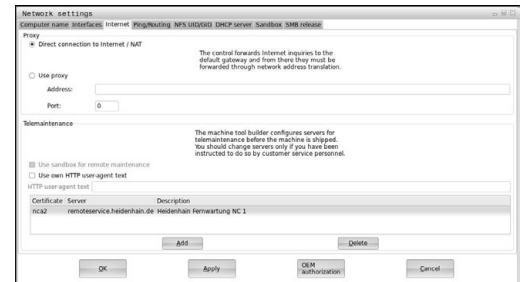 Network settings
Computer name Interfaces Internet Ping/Routing NFS UID/GID DHCP server Sandbox SMB release
Proxy
Direct connection to Internet / NAT
The control forwards Internet inquiries to the
default gateway and from there they must be
forwarded through network address translation.
Use proxy
Address:
Port: 0
Telemaintenance
The machine tool builder configures servers for
telemaintenance before the machine is shipped.
You should change servers only if you have been
instructed to do so by customer service personnel.
Use sandbox for remote maintenance
Use own HTTP user-agent text
HTTP user-agent text
Certificate Server Description
nca2 remoteservice.heidenhain.de Heidenhain Fernwartung NC 1
Add Delete
OK Apply OEM authorization Cancel